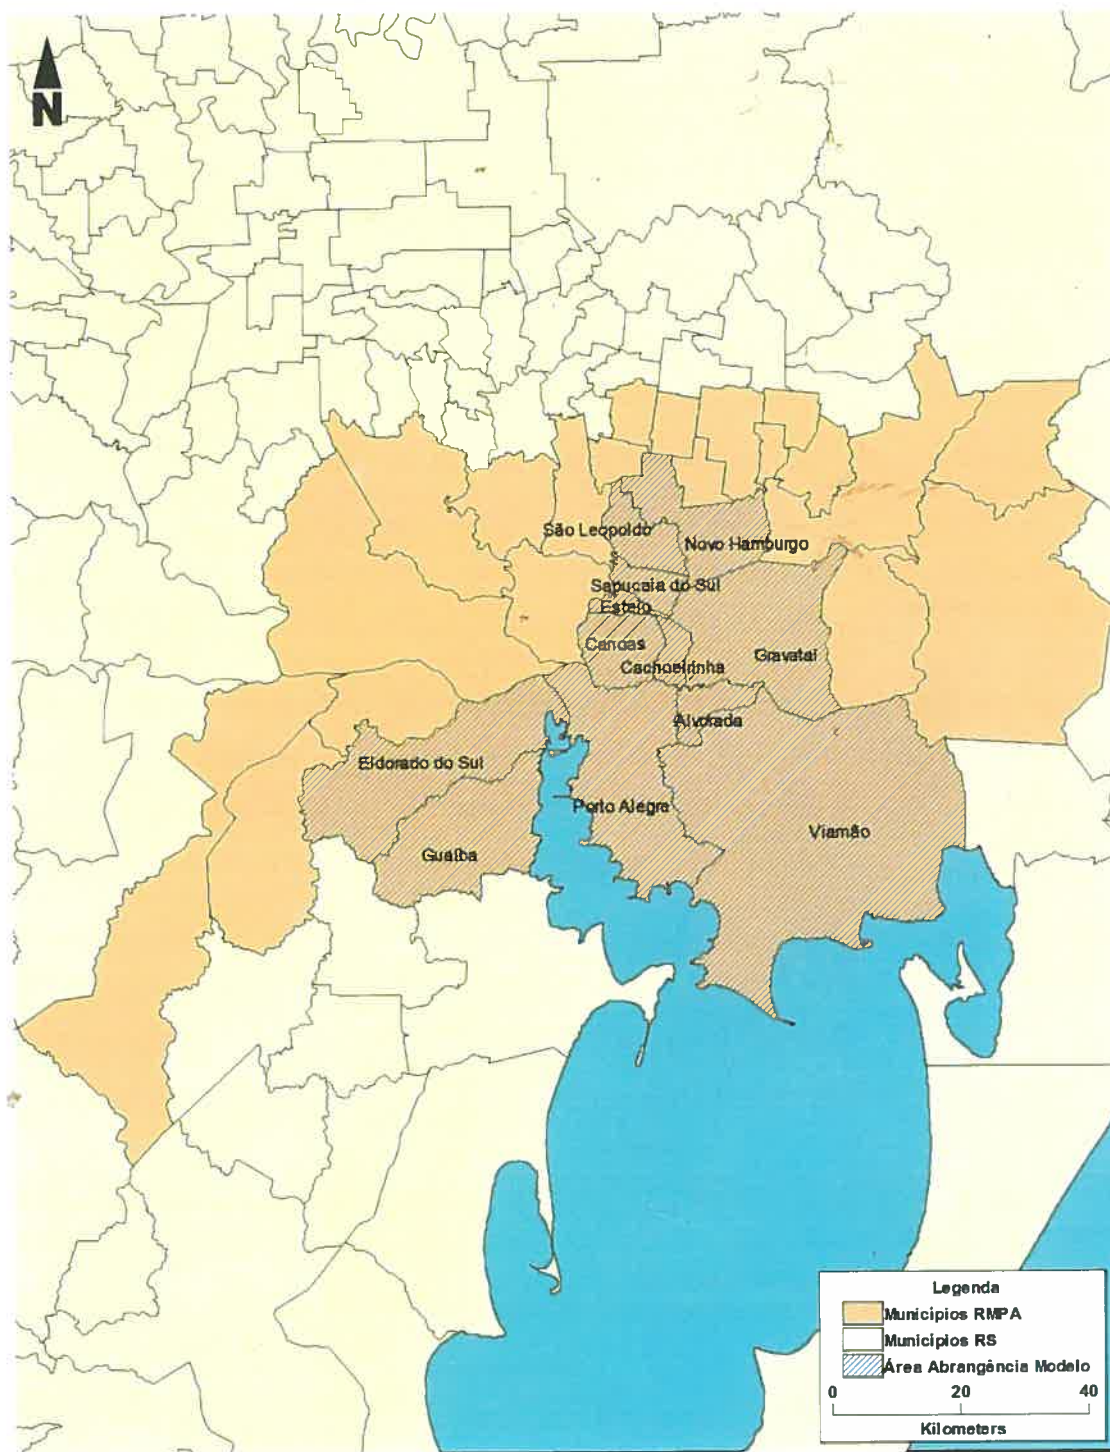 N
São Leopoldo
Novo Hamburgo
Sapucaia do Sul
Esteio
Canoas
Cachoeirinha
Gravataí
Alvorada
Eldorado do Sul
Porto Alegre
Viamão
Guaíba
Legenda
Municípios RMPA
Municípios RS
Área Abrangência Modelo
0 20 40
Kilometers